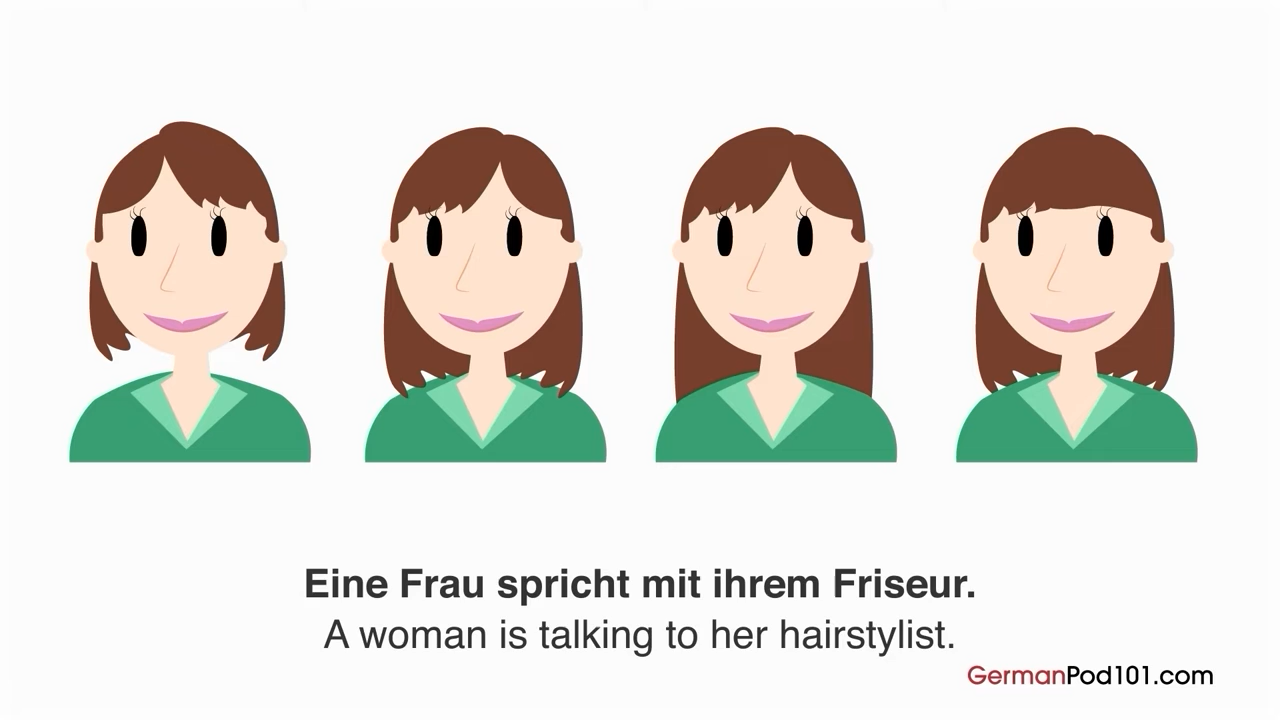 Eine Frau spricht mit ihrem Friseur.
A woman is talking to her hairstylist.
GermanPod101.com